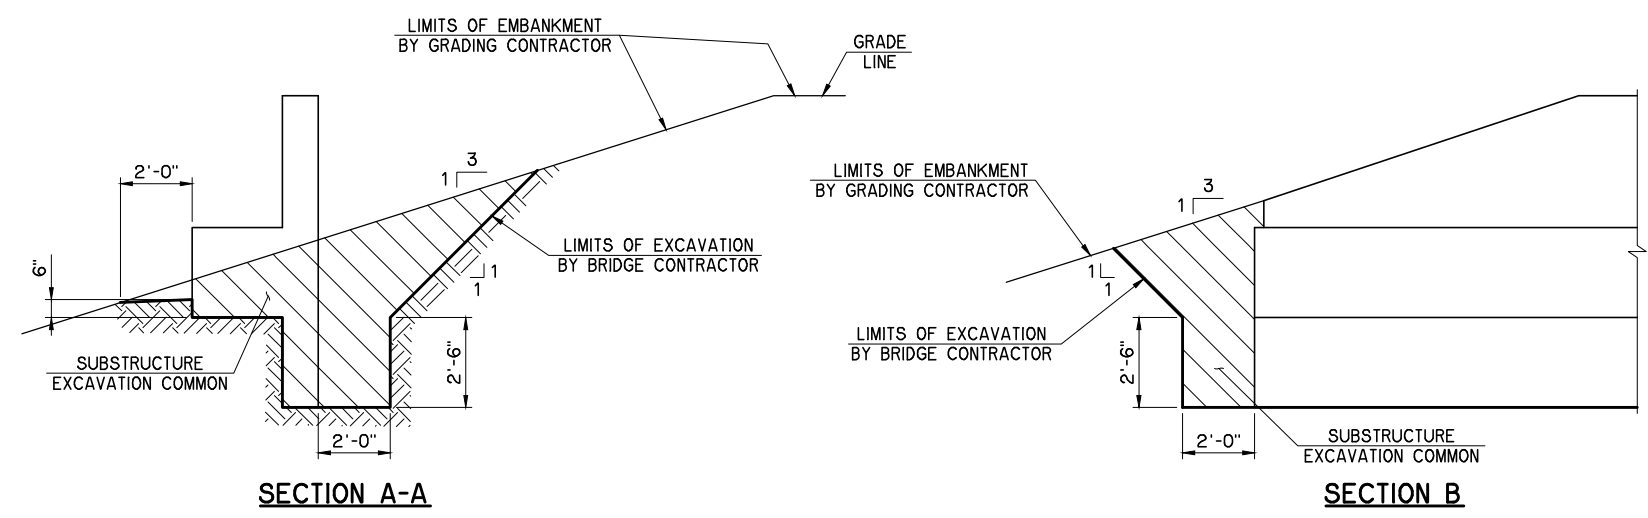 LIMITS OF EMBANKMENT
BY GRADING CONTRACTOR
GRADE
LINE
2'-0"
3
1
6"
LIMITS OF EXCAVATION
BY BRIDGE CONTRACTOR
1
1
SUBSTRUCTURE
EXCAVATION COMMON
2'-6"
2'-0"
SECTION A-A
LIMITS OF EMBANKMENT
BY GRADING CONTRACTOR
3
1
1
1
LIMITS OF EXCAVATION
BY BRIDGE CONTRACTOR
2'-6"
2'-0"
SUBSTRUCTURE
EXCAVATION COMMON
SECTION B